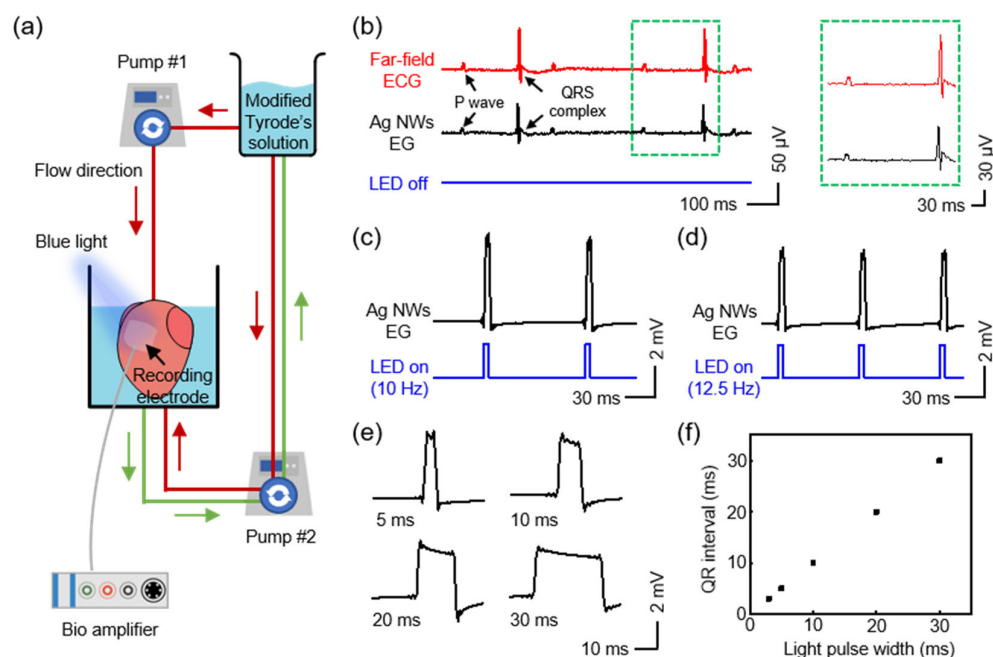 (a)
Pump #1
Modified
Tyrode's
solution
Flow direction
Blue light
Recording
electrode
Pump #2
Bio amplifier
(b)
Far-field
ECG
P wave
QRS
complex
Ag NWs
EG
LED off
50 µV
100 ms
30 µV
30 ms
(c)
Ag NWs
EG
LED on
(10 Hz)
2 mV
30 ms
(d)
Ag NWs
EG
LED on
(12.5 Hz)
2 mV
30 ms
(e)
5 ms
10 ms
20 ms
30 ms
2 mV
10 ms
(f)
QR interval (ms)
30
20
10
0
0
10
20
30
Light pulse width (ms)